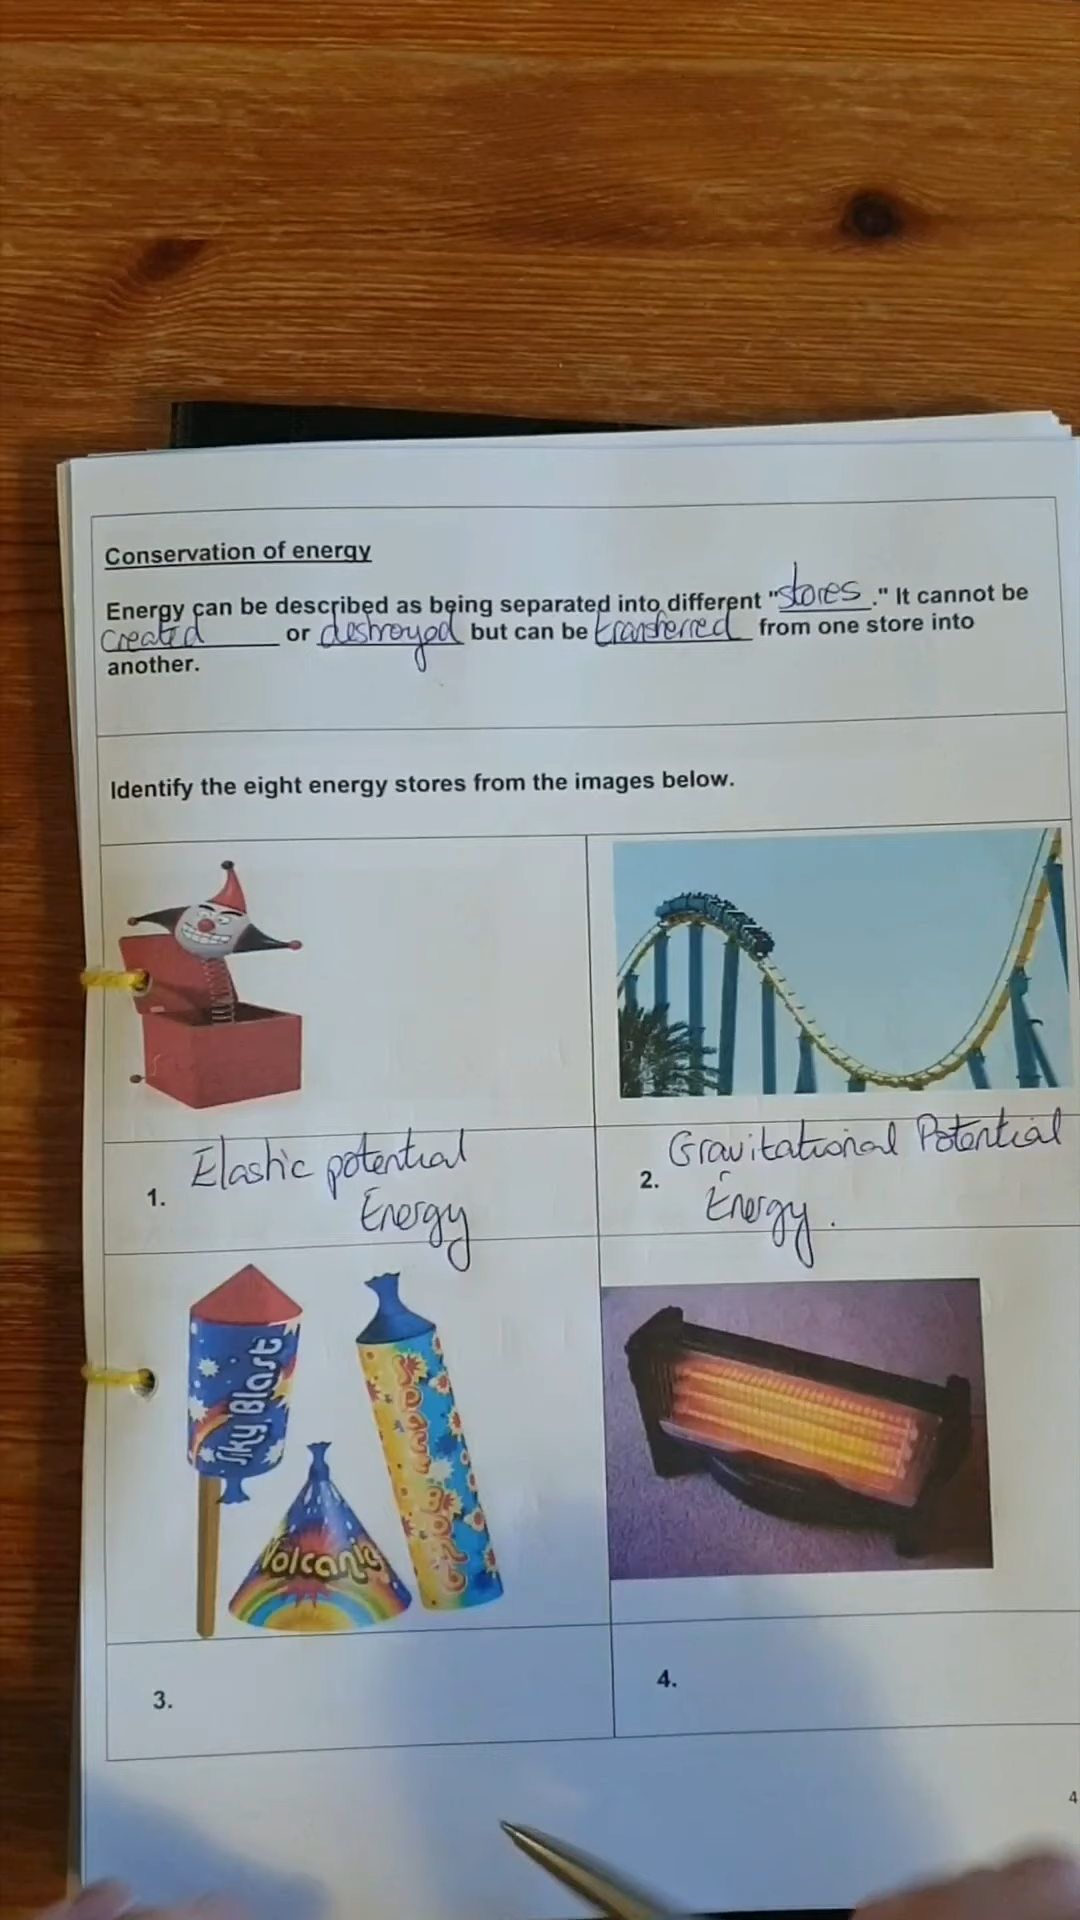 Conservation of energy
Energy can be described as being separated into different "stores." It cannot be
created or destroyed but can be transferred from one store into
another.
Identify the eight energy stores from the images below.
1. Elastic potential
Energy
2. Gravitational Potential
Energy.
Sky Blast
Volcanic
3.
4.
4